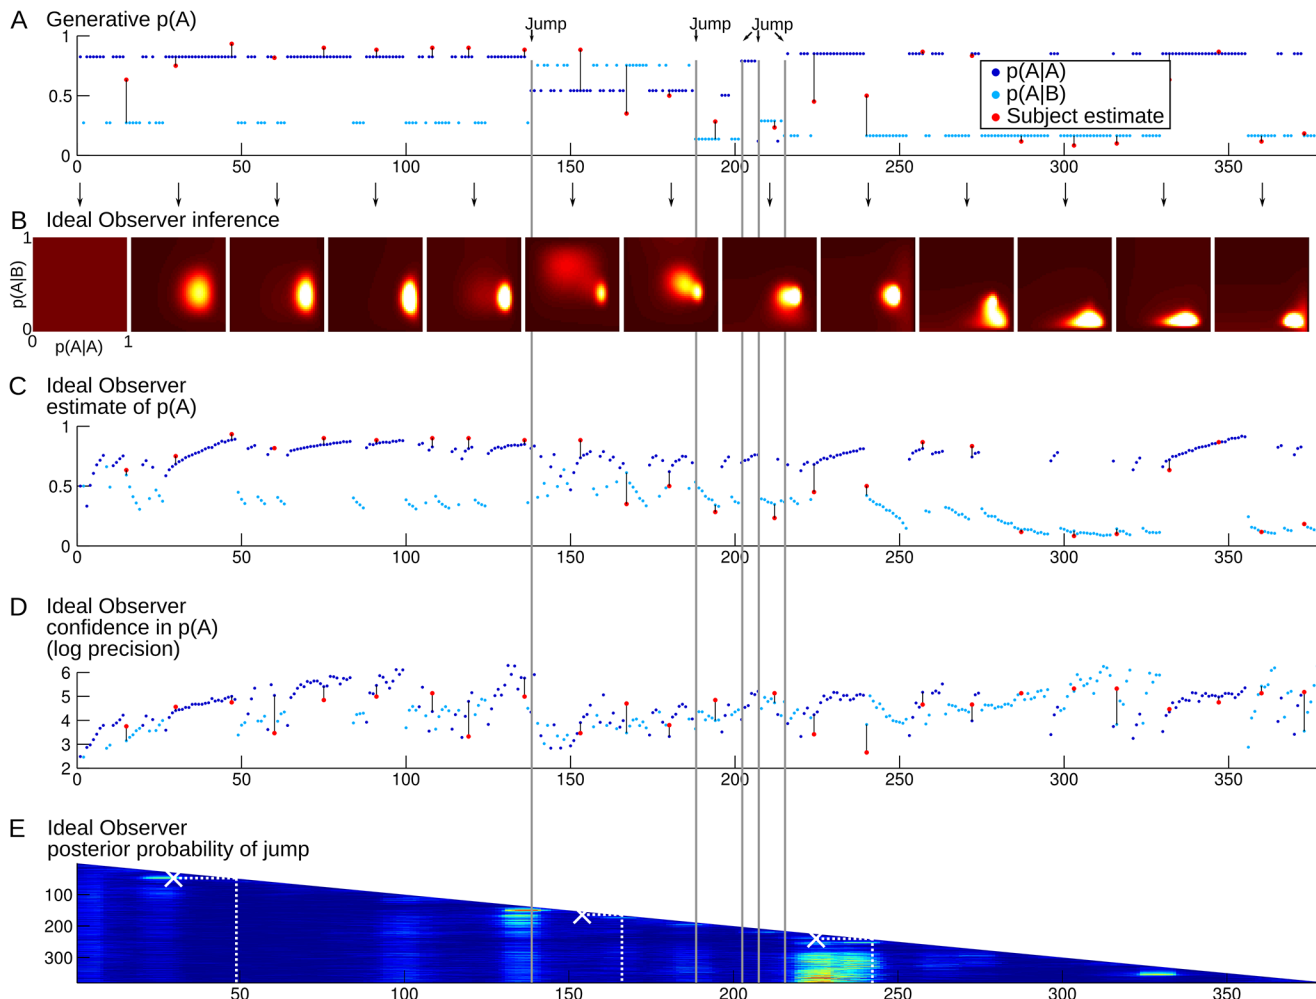 A Generative p(A)
Jump Jump Jump
1
0.5
0
p(A|A)
p(A|B)
Subject estimate
0 50 100 150 200 250 300 350
B Ideal Observer inference
1
p(A|B)
0
0 p(A|A) 1
C Ideal Observer
estimate of p(A)
1
0.5
0
0 50 100 150 200 250 300 350
D Ideal Observer
confidence in p(A)
(log precision)
6
5
4
3
2
0 50 100 150 200 250 300 350
E Ideal Observer
posterior probability of jump
100
200
300
50 100 150 200 250 300 350